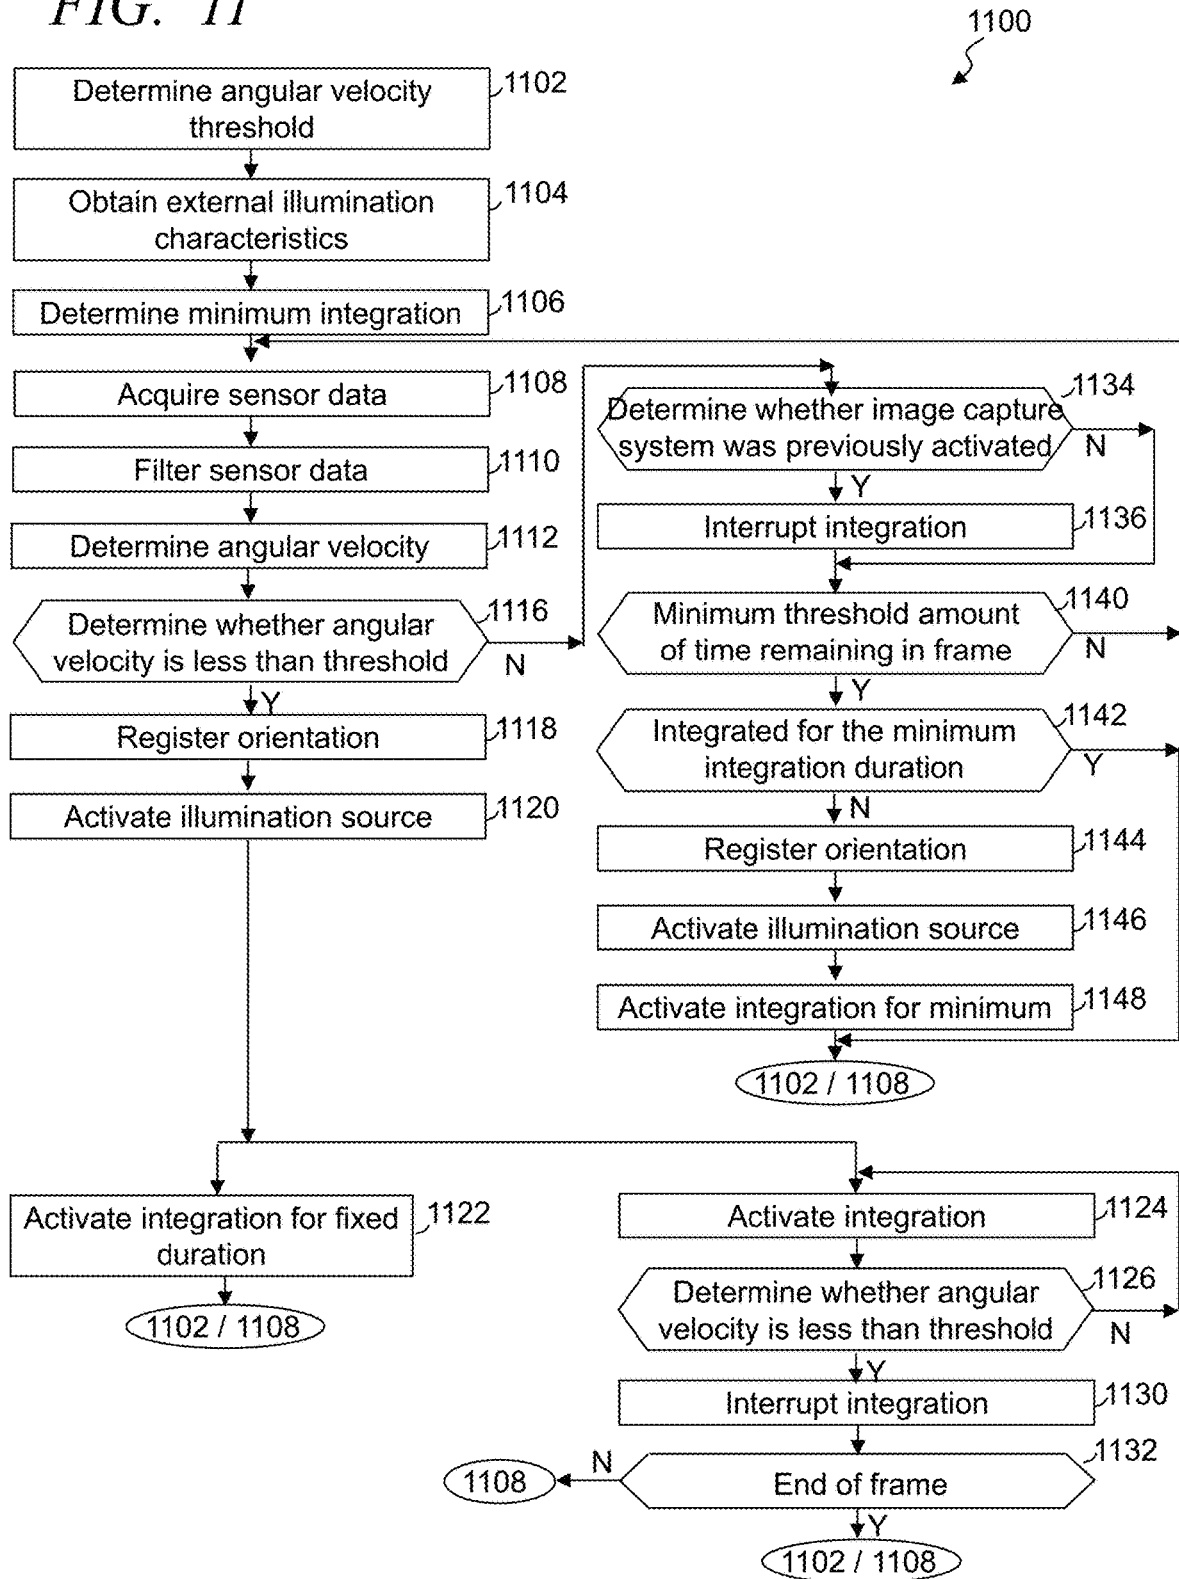 FIG. 11
1100
Determine angular velocity
threshold
1102
Obtain external illumination
characteristics
1104
Determine minimum integration
1106
Acquire sensor data
1108
Filter sensor data
1110
Determine angular velocity
1112
Determine whether angular
velocity is less than threshold
1116
N
Y
Register orientation
1118
Activate illumination source
1120
Determine whether image capture
system was previously activated
1134
N
Y
Interrupt integration
1136
Minimum threshold amount
of time remaining in frame
1140
N
Y
Integrated for the minimum
integration duration
1142
Y
N
Register orientation
1144
Activate illumination source
1146
Activate integration for minimum
1148
1102 / 1108
Activate integration for fixed
duration
1122
1102 / 1108
Activate integration
1124
Determine whether angular
velocity is less than threshold
1126
N
Y
Interrupt integration
1130
End of frame
1132
N
1108
Y
1102 / 1108